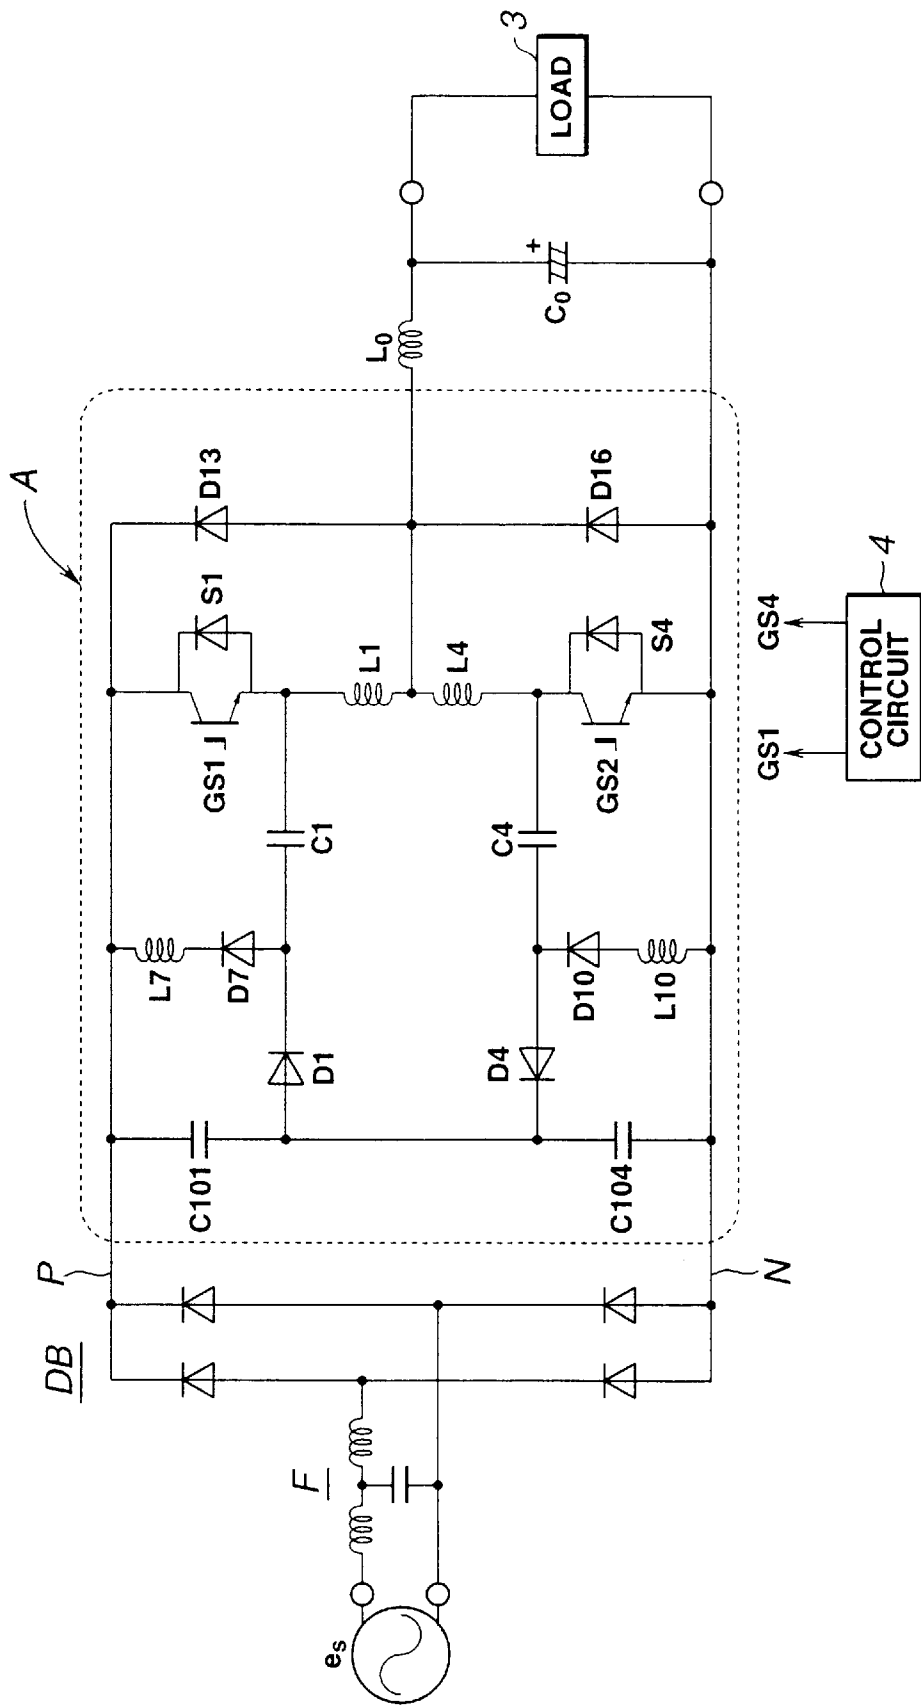 A
3
LOAD
L0
C0
+
D13
D16
S1
S4
L1
L4
GS1
GS2
C1
C4
L7
D7
D10
L10
D1
D4
C101
C104
P
N
DB
F
es
GS1
GS4
CONTROL
CIRCUIT
4